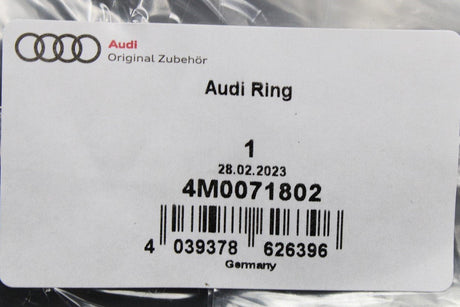 Audi
Original Zubehör
Audi Ring
1
28.02.2023
4M0071802
4 039378 626396
Germany